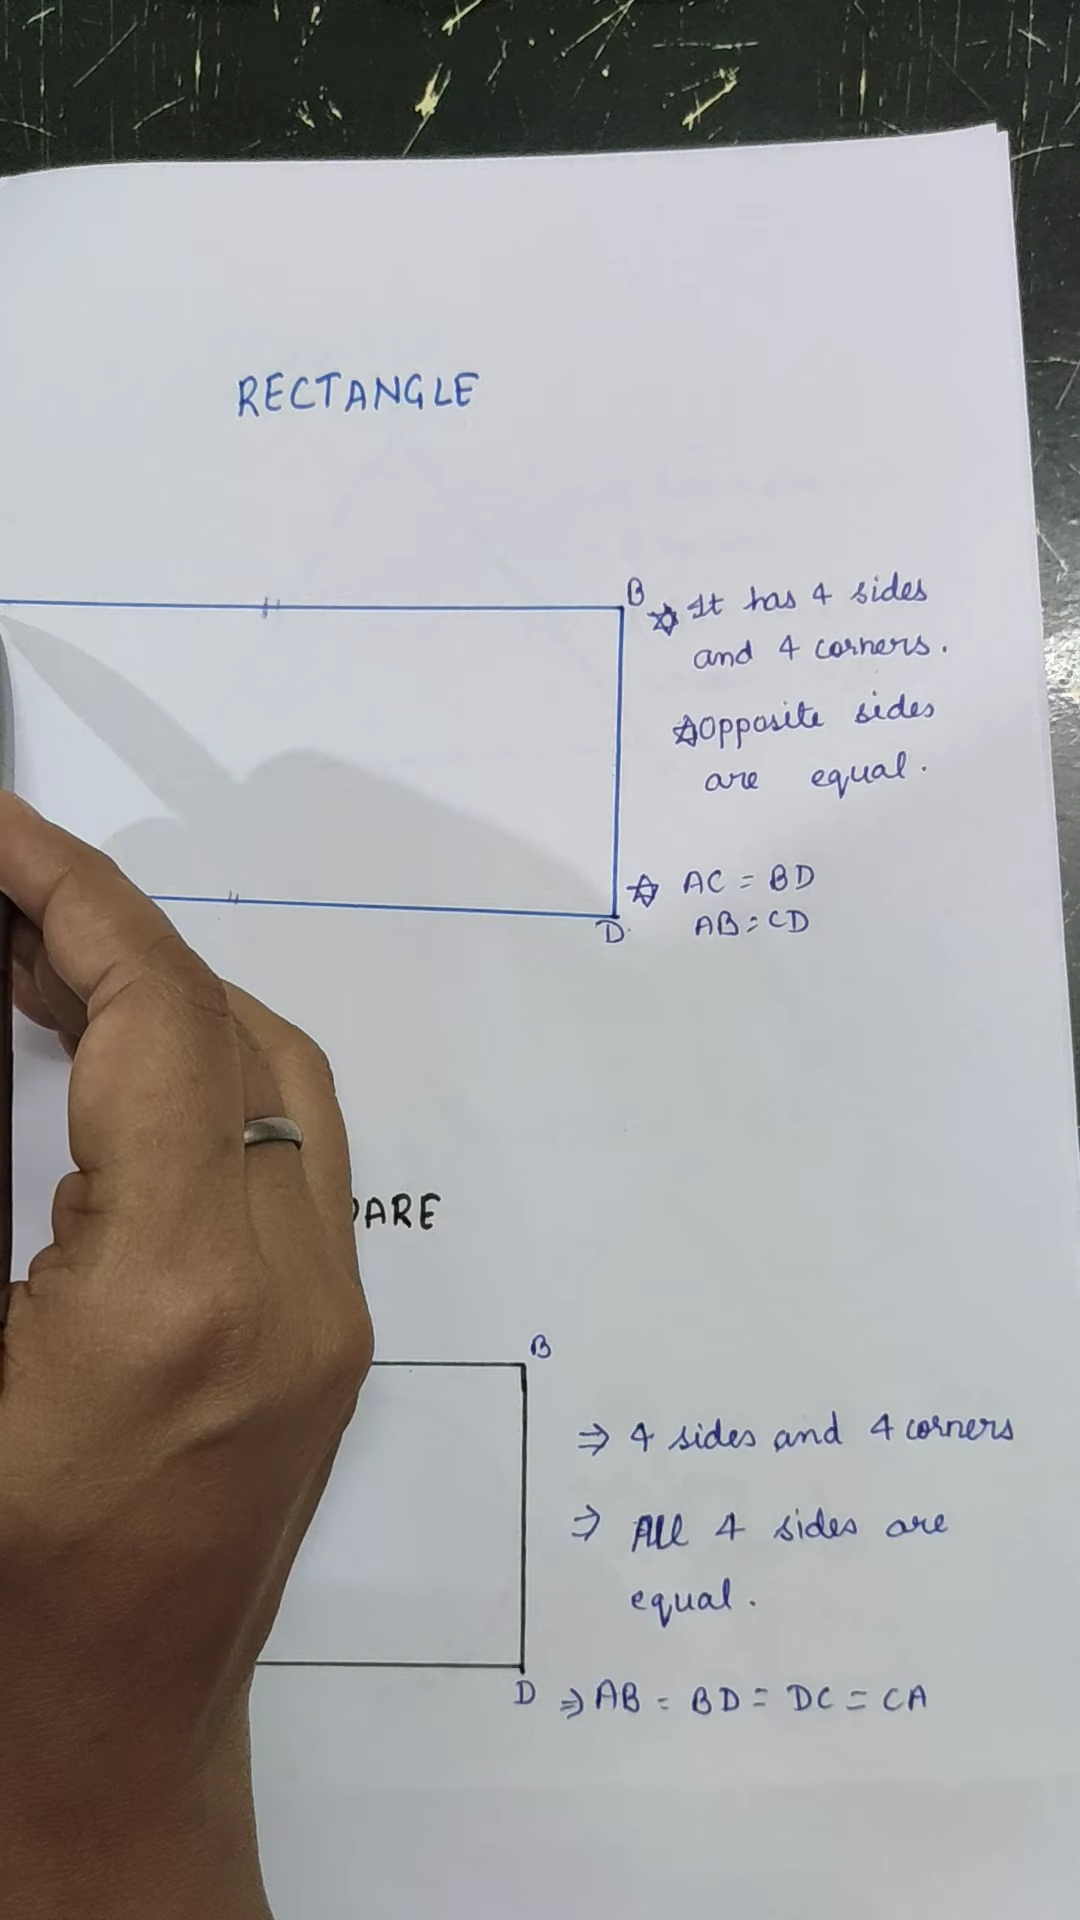 RECTANGLE
B
It has 4 sides
and 4 corners.
Opposite sides
are equal.
AC = BD
AB = CD
D
ARE
B
⇒ 4 sides and 4 corners
⇒ All 4 sides are
equal.
D ⇒ AB = BD = DC = CA